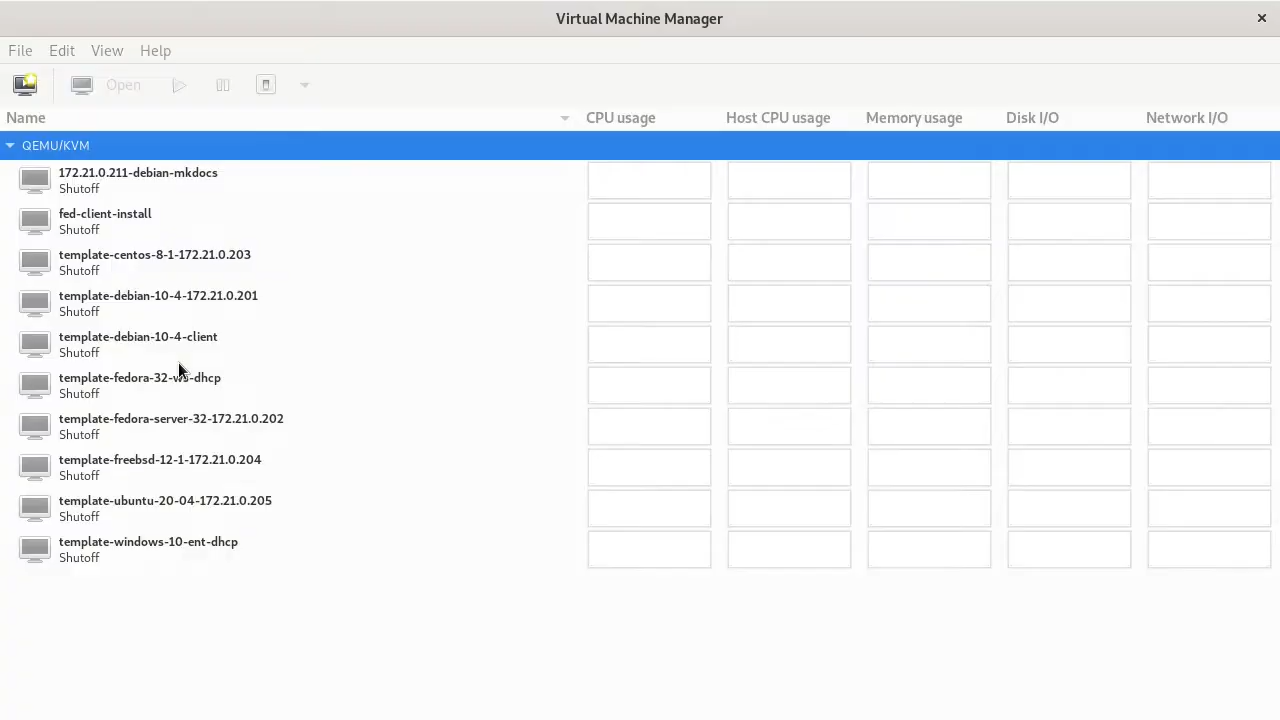 Virtual Machine Manager
File Edit View Help
Open
Name CPU usage Host CPU usage Memory usage Disk I/O Network I/O
QEMU/KVM
172.21.0.211-debian-mkdocs
Shutoff
fed-client-install
Shutoff
template-centos-8-1-172.21.0.203
Shutoff
template-debian-10-4-172.21.0.201
Shutoff
template-debian-10-4-client
Shutoff
template-fedora-32-ws-dhcp
Shutoff
template-fedora-server-32-172.21.0.202
Shutoff
template-freebsd-12-1-172.21.0.204
Shutoff
template-ubuntu-20-04-172.21.0.205
Shutoff
template-windows-10-ent-dhcp
Shutoff